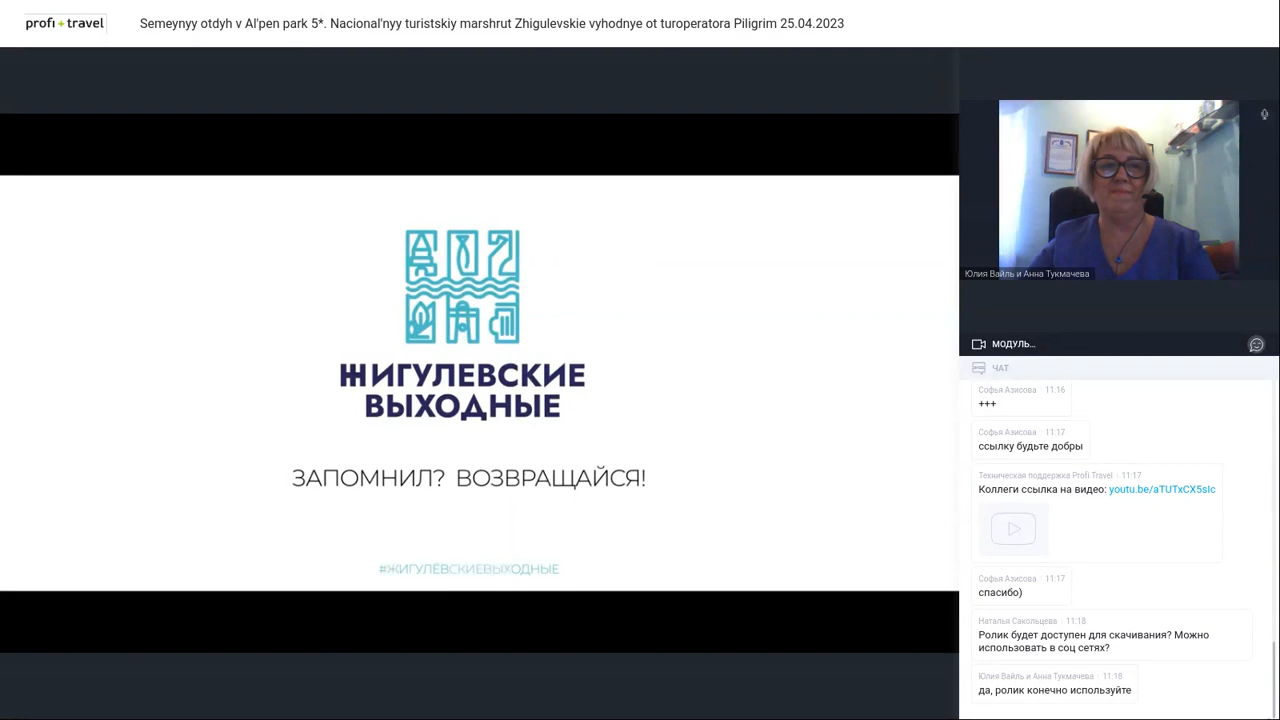 profi + travel
Semeynyy otdyh v Al'pen park 5*. Nacional'nyy turistskiy marshrut Zhigulevskie vyhodnye ot turoperatora Piligrim 25.04.2023
ЖИГУЛЕВСКИЕ
ВЫХОДНЫЕ
ЗАПОМНИЛ? ВОЗВРАЩАЙСЯ!
#ЖИГУЛЁВСКИЕВЫХОДНЫЕ
Юлия Вайль и Анна Тукмачева
МОДУЛЬ...
ЧАТ
Софья Азисова 11:16
+++
Софья Азисова 11:17
ссылку будьте добры
Техническая поддержка Profi.Travel 11:17
Коллеги ссылка на видео: youtu.be/aTUTxCX5sIc
Софья Азисова 11:17
спасибо)
Наталья Сакольцева 11:18
Ролик будет доступен для скачивания? Можно
использовать в соц сетях?
Юлия Вайль и Анна Тукмачева 11:18
да, ролик конечно используйте